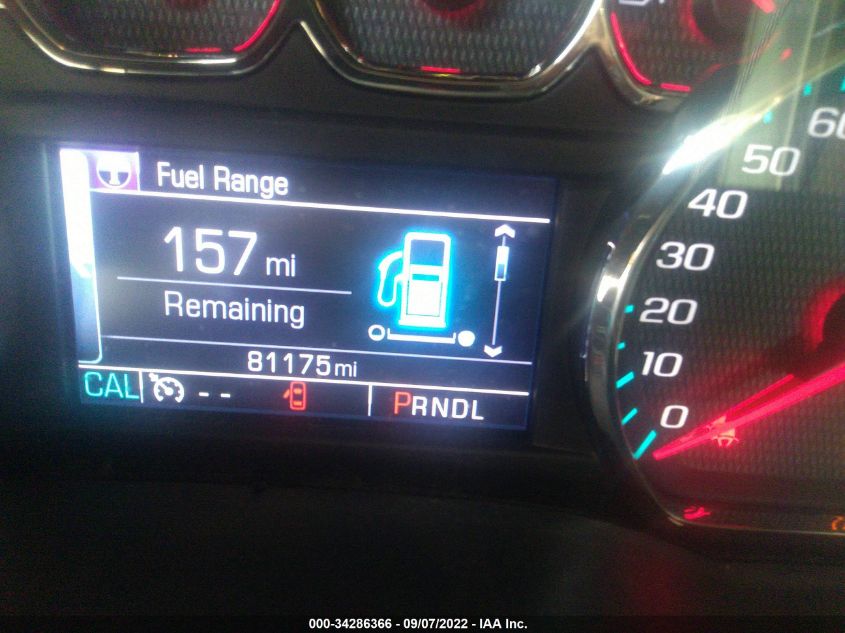 Fuel Range
157 mi
Remaining
81175 mi
CAL -- PRNDL
60
50
40
30
20
10
0
000-34286366 - 09/07/2022 - IAA Inc.